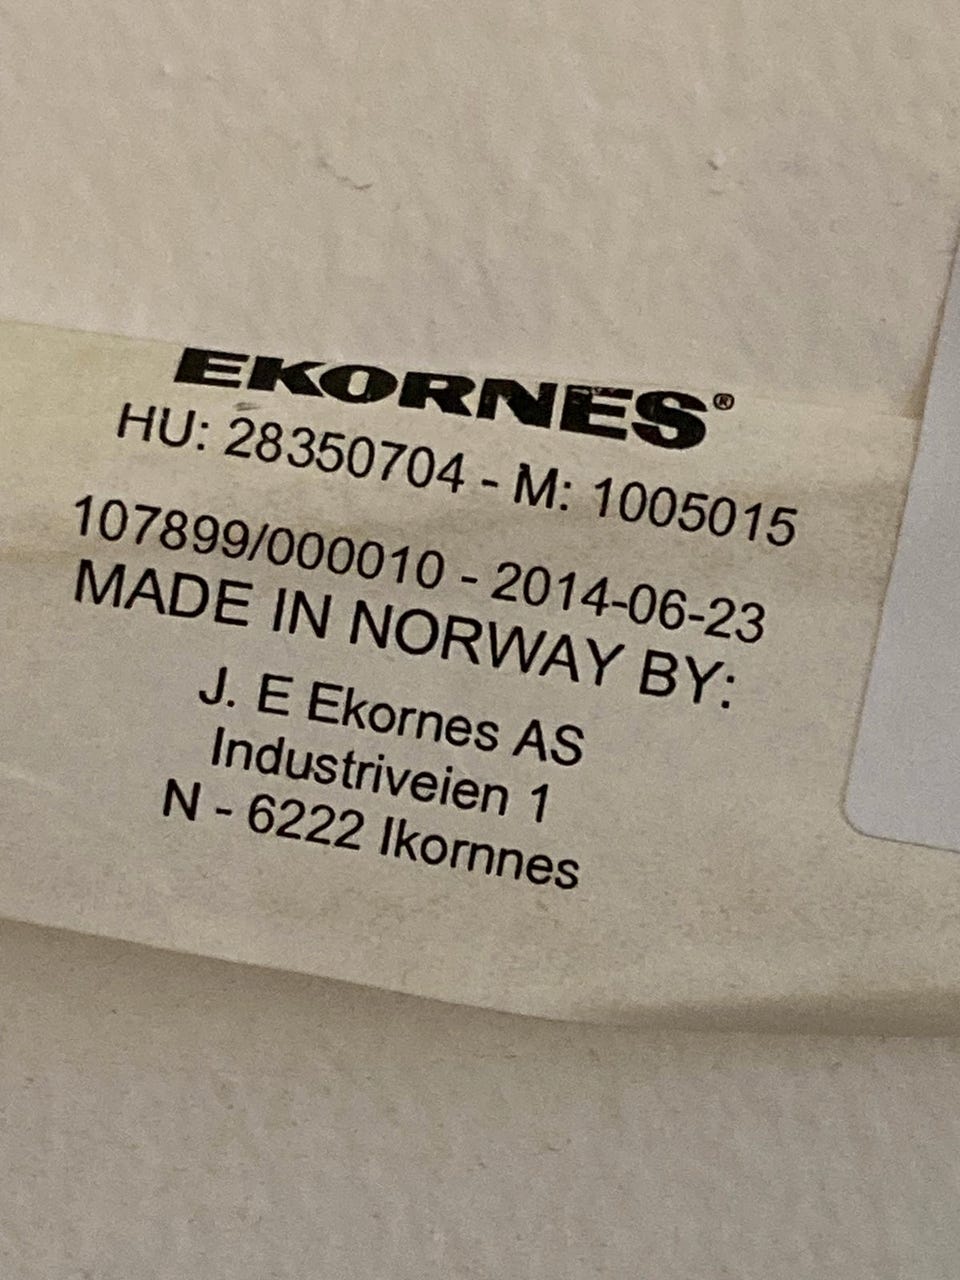 EKORNES®
HU: 28350704 - M: 1005015
107899/000010 - 2014-06-23
MADE IN NORWAY BY:
J. E Ekornes AS
Industriveien 1
N - 6222 Ikornnes